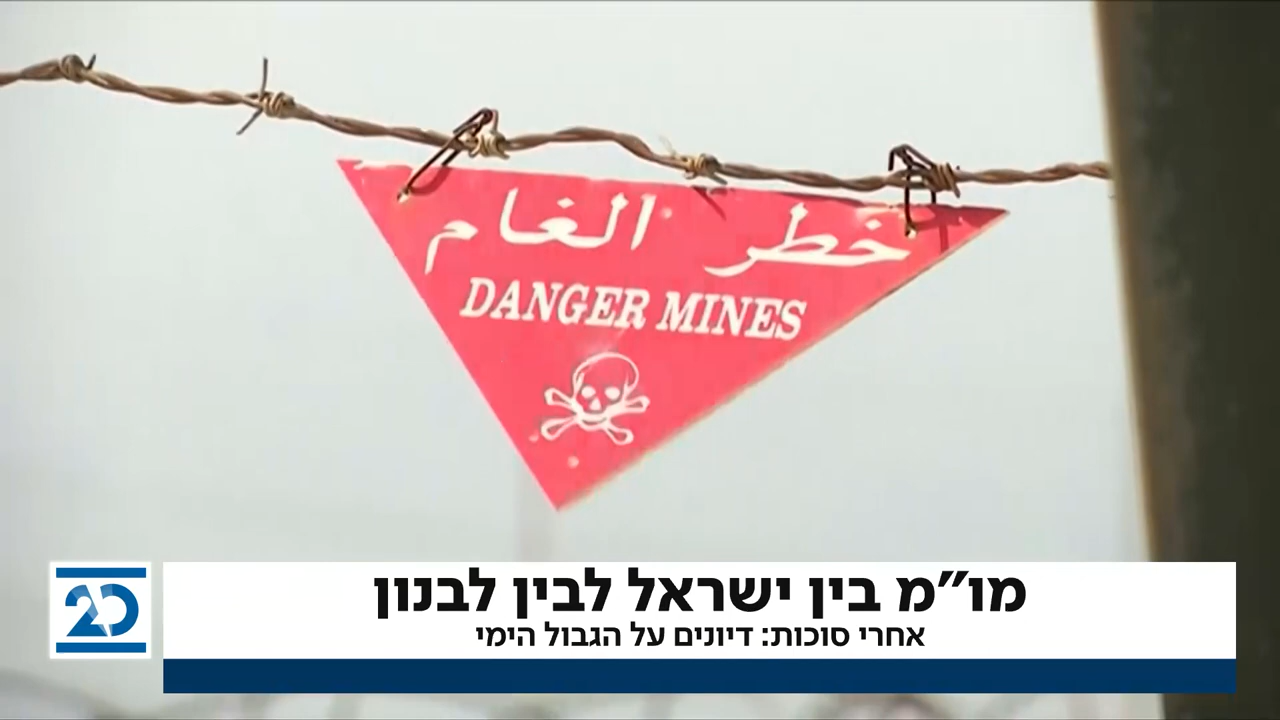 خطر الغام
DANGER MINES
20
מו"מ בין ישראל לבין לבנון
אחרי סוכות: דיונים על הגבול הימי